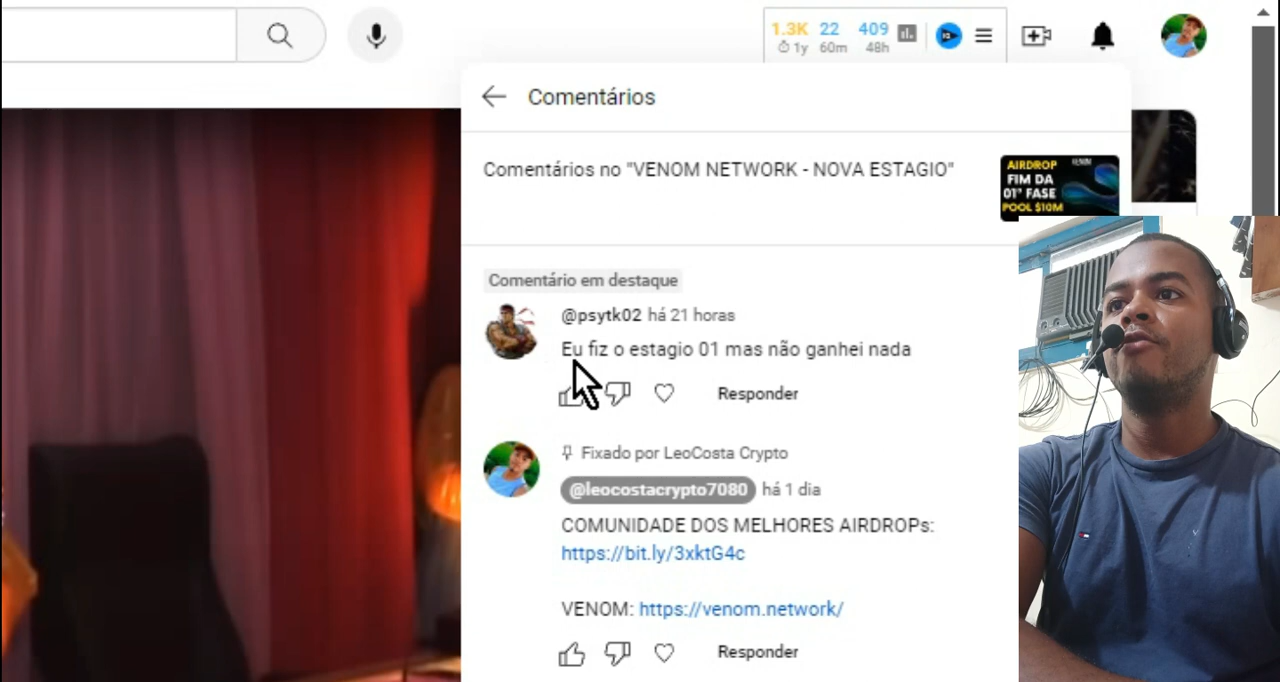 1.3K 22 409
1y 60m 48h
Comentários
Comentários no "VENOM NETWORK - NOVA ESTAGIO"
AIRDROP
FIM DA
01ª FASE
POOL $10M
Comentário em destaque
@psytk02 há 21 horas
Eu fiz o estagio 01 mas não ganhei nada
Responder
Fixado por LeoCosta Crypto
@leocostacrypto7080 há 1 dia
COMUNIDADE DOS MELHORES AIRDROPs:
https://bit.ly/3xktG4c
VENOM: https://venom.network/
Responder